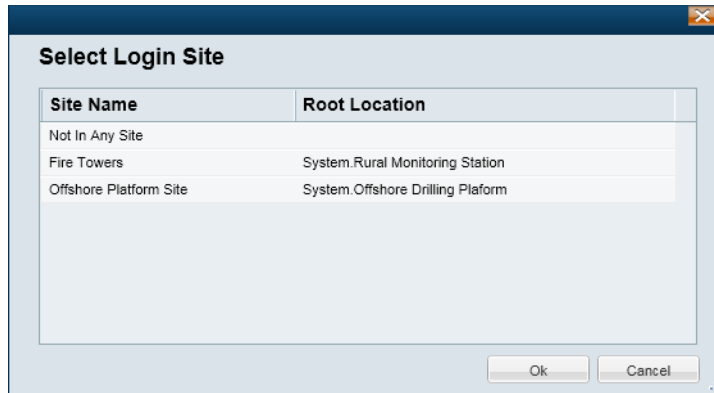 Select Login Site
Site Name Root Location
Not In Any Site
Fire Towers System.Rural Monitoring Station
Offshore Platform Site System.Offshore Drilling Plaform
Ok Cancel